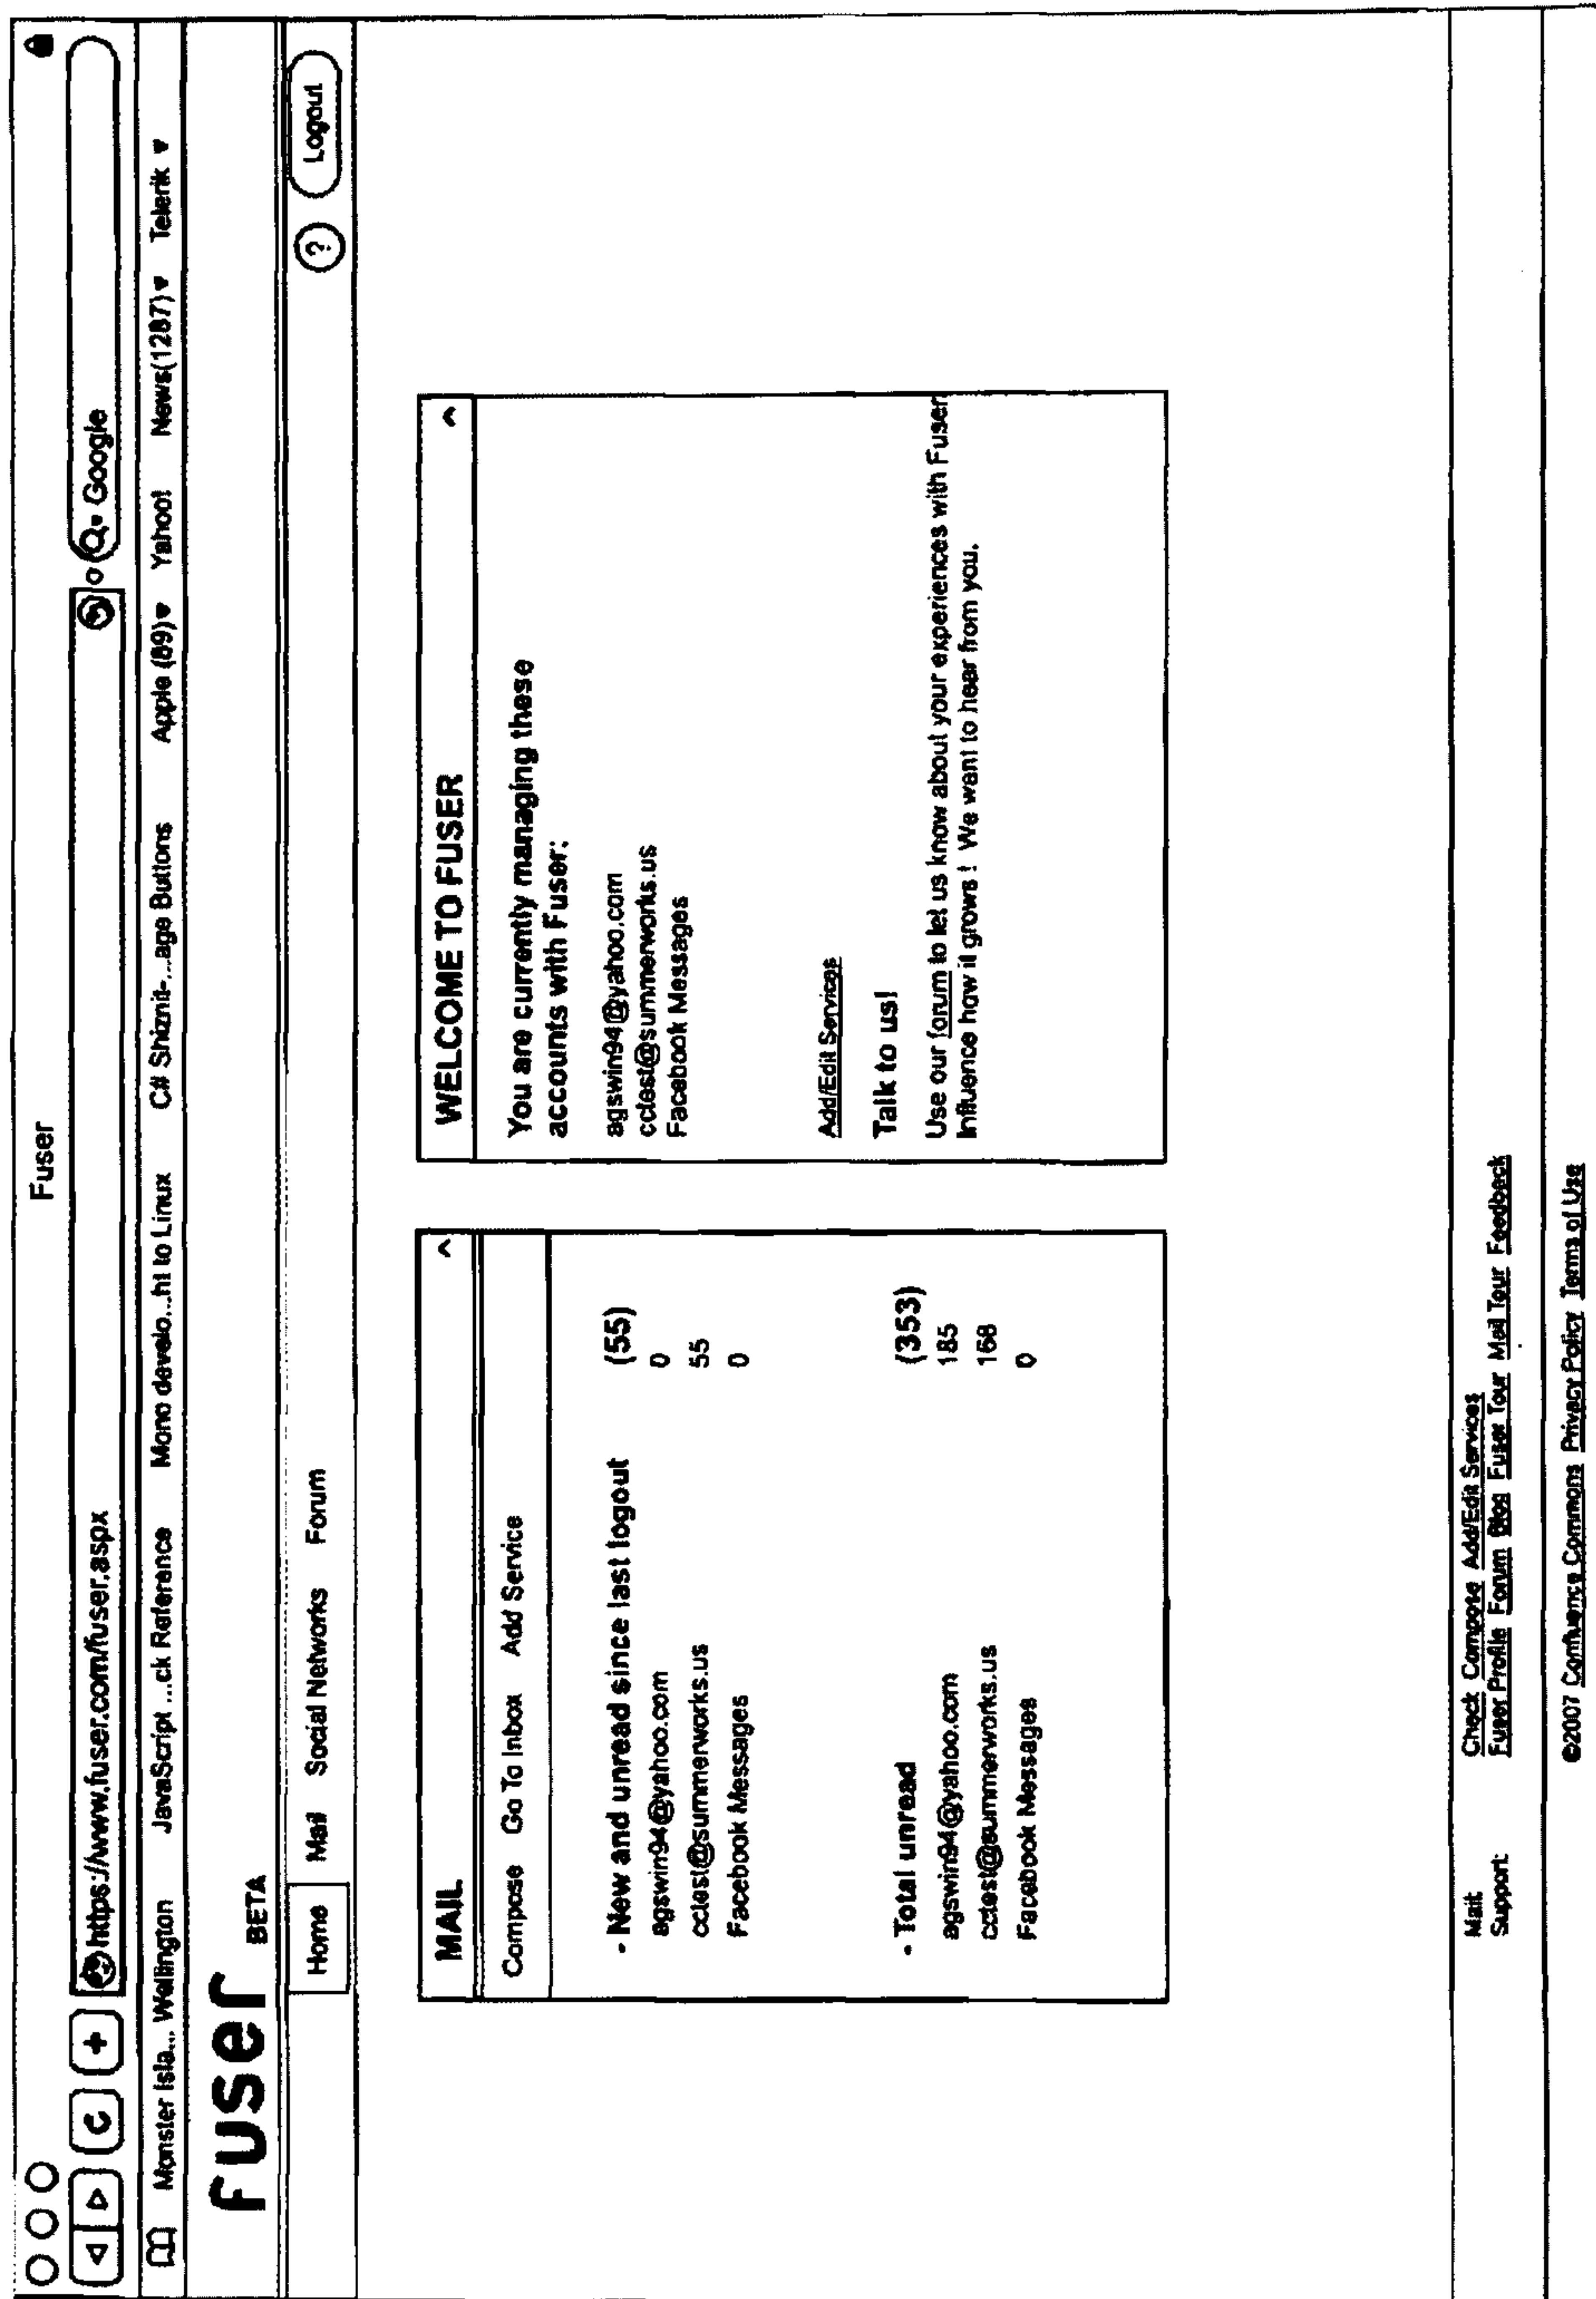 Fuser
https://www.fuser.com/fuser.aspx Google
Monster Isla... Wellington JavaScript ...ck Reference Mono develo...hi to Linux C# Shiznit-...age Buttons Apple (89) Yahoo! News(1287) Telerik
fuser BETA
Home Mail Social Networks Forum ? Logout
MAIL
Compose Go To Inbox Add Service
- New and unread since last logout (55)
agswin94@yahoo.com 0
cctest@summerworks.us 55
Facebook Messages 0
- Total unread (353)
agswin94@yahoo.com 185
cctest@summerworks.us 168
Facebook Messages 0
WELCOME TO FUSER
You are currently managing these
accounts with Fuser:
agswin94@yahoo.com
cctest@summerworks.us
Facebook Messages
Add/Edit Services
Talk to us!
Use our forum to let us know about your experiences with Fuser
Influence how it grows! We want to hear from you.
Mail: Check Compose Add/Edit Services
Support: Fuser Profile Forum Blog Fuser Tour Mail Tour Feedback
©2007 Confluence Commons Privacy Policy Terms of Use